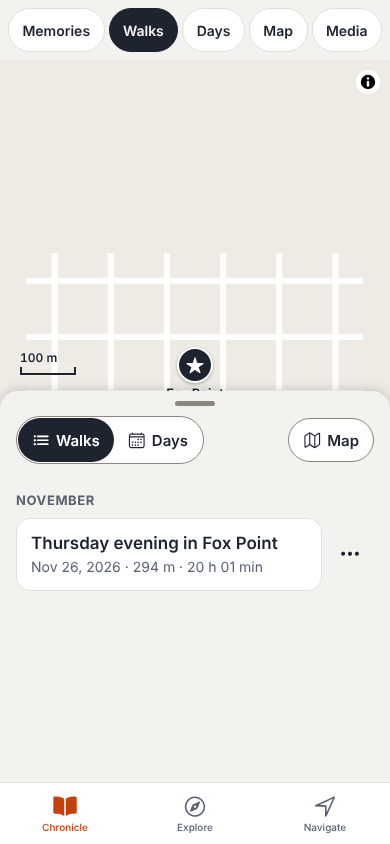 Memories
Walks
Days
Map
Media
100 m
Walks
Days
Map
NOVEMBER
Thursday evening in Fox Point
Nov 26, 2026 · 294 m · 20 h 01 min
Chronicle
Explore
Navigate